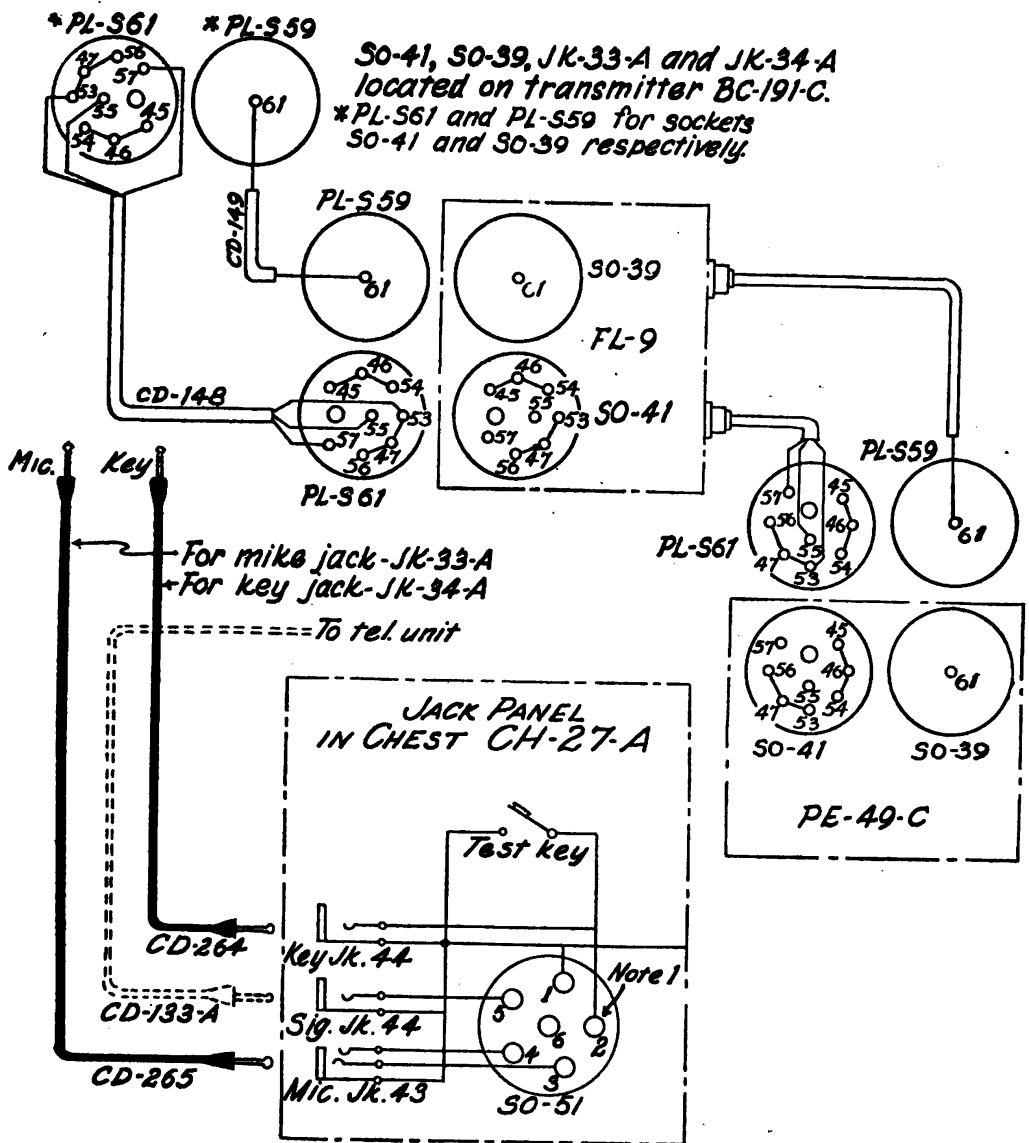 *PL-S61
*PL-S59
SO-41, SO-39, JK-33-A and JK-34-A
located on transmitter BC-191-C.
*PL-S61 and PL-S59 for sockets
SO-41 and SO-39 respectively.
47
56
57
53
55
45
54
46
61
CD-149
PL-S59
61
SO-39
61
FL-9
46
45
54
55
53
57
47
56
PL-S61
CD-148
46
45
54
55
53
57
47
56
SO-41
PL-S59
61
57
45
56
46
55
47
53
54
PL-S61
Mic.
Key
For mike jack-JK-33-A
For key jack-JK-34-A
To tel. unit
57
45
56
46
55
47
53
54
SO-41
61
SO-39
PE-49-C
JACK PANEL
IN CHEST CH-27-A
Test key
CD-264
Key Jk. 44
Note 1
CD-133-A
Sig. Jk. 44
CD-265
Mic. Jk. 43
1
5
6
2
4
3
SO-51